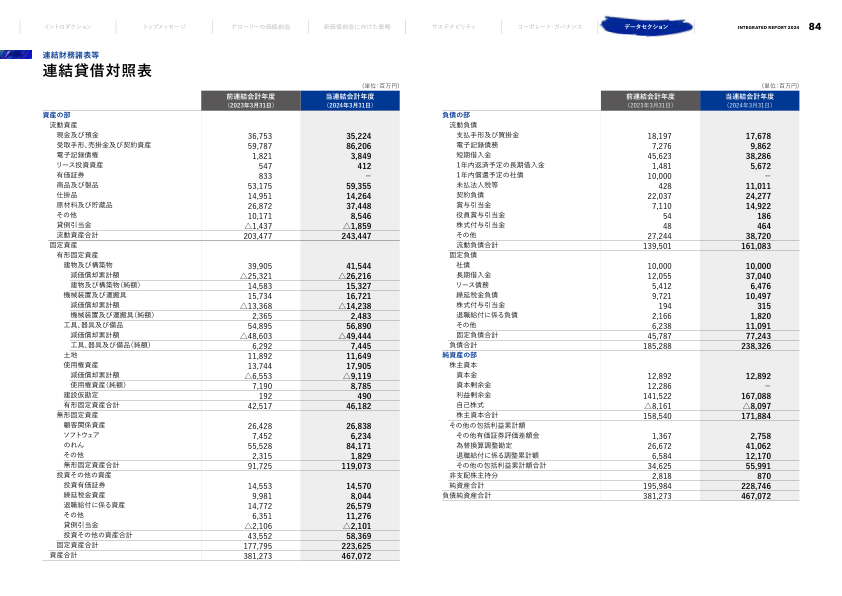 イントロダクション
トップメッセージ
グローリーの価値創造
新価値創造に向けた戦略
サステナビリティ
コーポレート・ガバナンス
データセクション
INTEGRATED REPORT 2024 84
連結財務諸表等
連結貸借対照表
(単位：百万円)
前連結会計年度 当連結会計年度
(2023年3月31日) (2024年3月31日)
資産の部
流動資産
現金及び預金 36,753 35,224
受取手形、売掛金及び契約資産 59,787 86,206
電子記録債権 1,821 3,849
リース投資資産 547 412
有価証券 833 －
商品及び製品 53,175 59,355
仕掛品 14,951 14,264
原材料及び貯蔵品 26,872 37,448
その他 10,171 8,546
貸倒引当金 △1,437 △1,859
流動資産合計 203,477 243,447
固定資産
有形固定資産
建物及び構築物 39,905 41,544
減価償却累計額 △25,321 △26,216
建物及び構築物(純額) 14,583 15,327
機械装置及び運搬具 15,734 16,721
減価償却累計額 △13,368 △14,238
機械装置及び運搬具(純額) 2,365 2,483
工具、器具及び備品 54,895 56,890
減価償却累計額 △48,603 △49,444
工具、器具及び備品(純額) 6,292 7,445
土地 11,892 11,649
使用権資産 13,744 17,905
減価償却累計額 △6,553 △9,119
使用権資産(純額) 7,190 8,785
建設仮勘定 192 490
有形固定資産合計 42,517 46,182
無形固定資産
顧客関係資産 26,428 26,838
ソフトウェア 7,452 6,234
のれん 55,528 84,171
その他 2,315 1,829
無形固定資産合計 91,725 119,073
投資その他の資産
投資有価証券 14,553 14,570
繰延税金資産 9,981 8,044
退職給付に係る資産 14,772 26,579
その他 6,351 11,276
貸倒引当金 △2,106 △2,101
投資その他の資産合計 43,552 58,369
固定資産合計 177,795 223,625
資産合計 381,273 467,072
(単位：百万円)
前連結会計年度 当連結会計年度
(2023年3月31日) (2024年3月31日)
負債の部
流動負債
支払手形及び買掛金 18,197 17,678
電子記録債務 7,276 9,862
短期借入金 45,623 38,286
1年内返済予定の長期借入金 1,481 5,672
1年内償還予定の社債 10,000 －
未払法人税等 428 11,011
契約負債 22,037 24,277
賞与引当金 7,110 14,922
役員賞与引当金 54 186
株式付与引当金 48 464
その他 27,244 38,720
流動負債合計 139,501 161,083
固定負債
社債 10,000 10,000
長期借入金 12,055 37,040
リース債務 5,412 6,476
繰延税金負債 9,721 10,497
株式付与引当金 194 315
退職給付に係る負債 2,166 1,820
その他 6,238 11,091
固定負債合計 45,787 77,243
負債合計 185,288 238,326
純資産の部
株主資本
資本金 12,892 12,892
資本剰余金 12,286 －
利益剰余金 141,522 167,088
自己株式 △8,161 △8,097
株主資本合計 158,540 171,884
その他の包括利益累計額
その他有価証券評価差額金 1,367 2,758
為替換算調整勘定 26,672 41,062
退職給付に係る調整累計額 6,584 12,170
その他の包括利益累計額合計 34,625 55,991
非支配株主持分 2,818 870
純資産合計 195,984 228,746
負債純資産合計 381,273 467,072